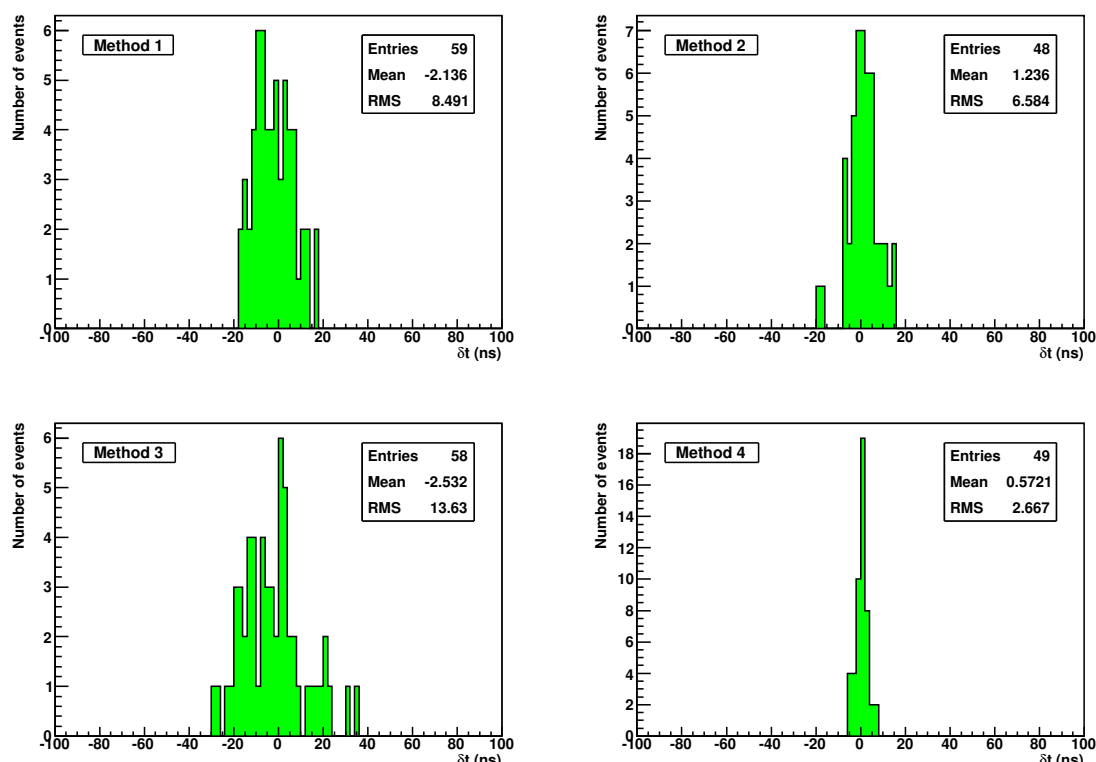 Number of events
Method 1
Entries 59
Mean -2.136
RMS 8.491
6
5
4
3
2
1
0
-100 -80 -60 -40 -20 0 20 40 60 80 100
δt (ns)
Number of events
Method 2
Entries 48
Mean 1.236
RMS 6.584
7
6
5
4
3
2
1
0
-100 -80 -60 -40 -20 0 20 40 60 80 100
δt (ns)
Number of events
Method 3
Entries 58
Mean -2.532
RMS 13.63
6
5
4
3
2
1
0
-100 -80 -60 -40 -20 0 20 40 60 80 100
δt (ns)
Number of events
Method 4
Entries 49
Mean 0.5721
RMS 2.667
18
16
14
12
10
8
6
4
2
0
-100 -80 -60 -40 -20 0 20 40 60 80 100
δt (ns)